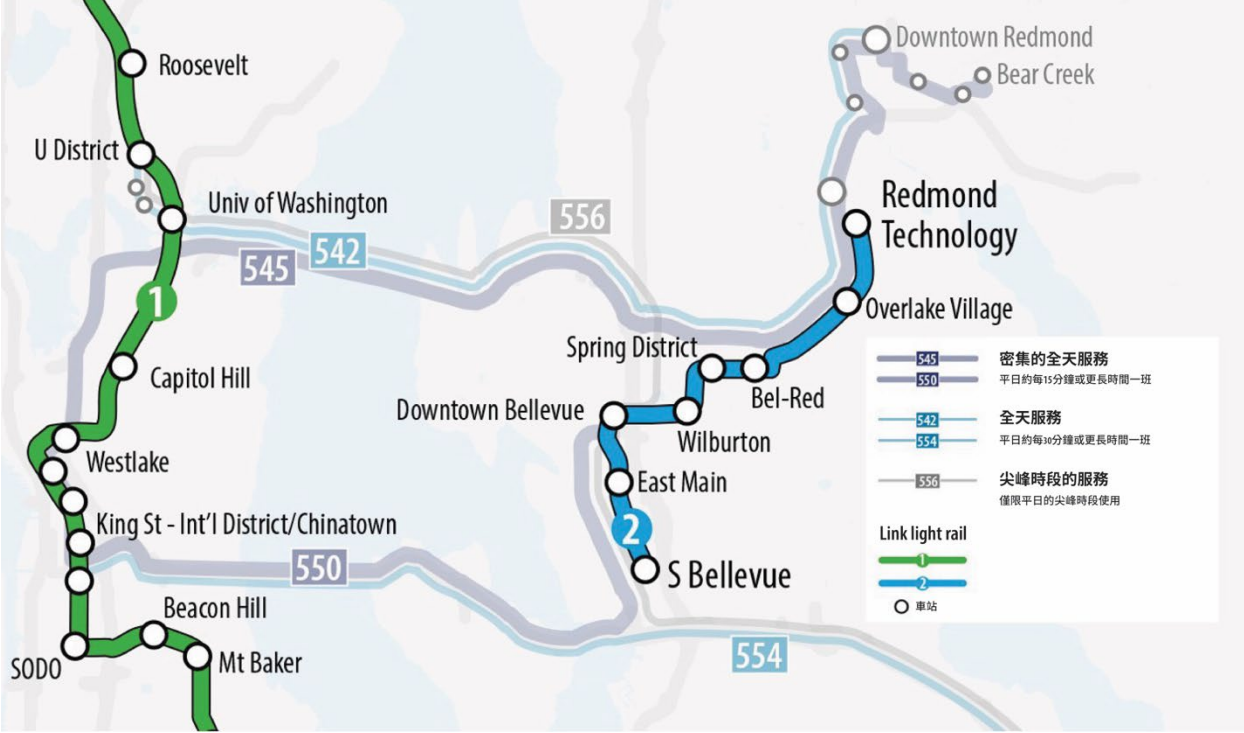 Downtown Redmond
Bear Creek
Roosevelt
U District
Univ of Washington
556
542
545
Redmond
Technology
1
Overlake Village
Spring District
Capitol Hill
Bel-Red
Downtown Bellevue
Wilburton
Westlake
East Main
King St - Int'l District/Chinatown
2
550
S Bellevue
Beacon Hill
SODO
Mt Baker
554
545
密集的全天服務
550
平日約每15分鐘或更長時間一班
542
全天服務
554
平日約每30分鐘或更長時間一班
556
尖峰時段的服務
僅限平日的尖峰時段使用
Link light rail
1
2
車站